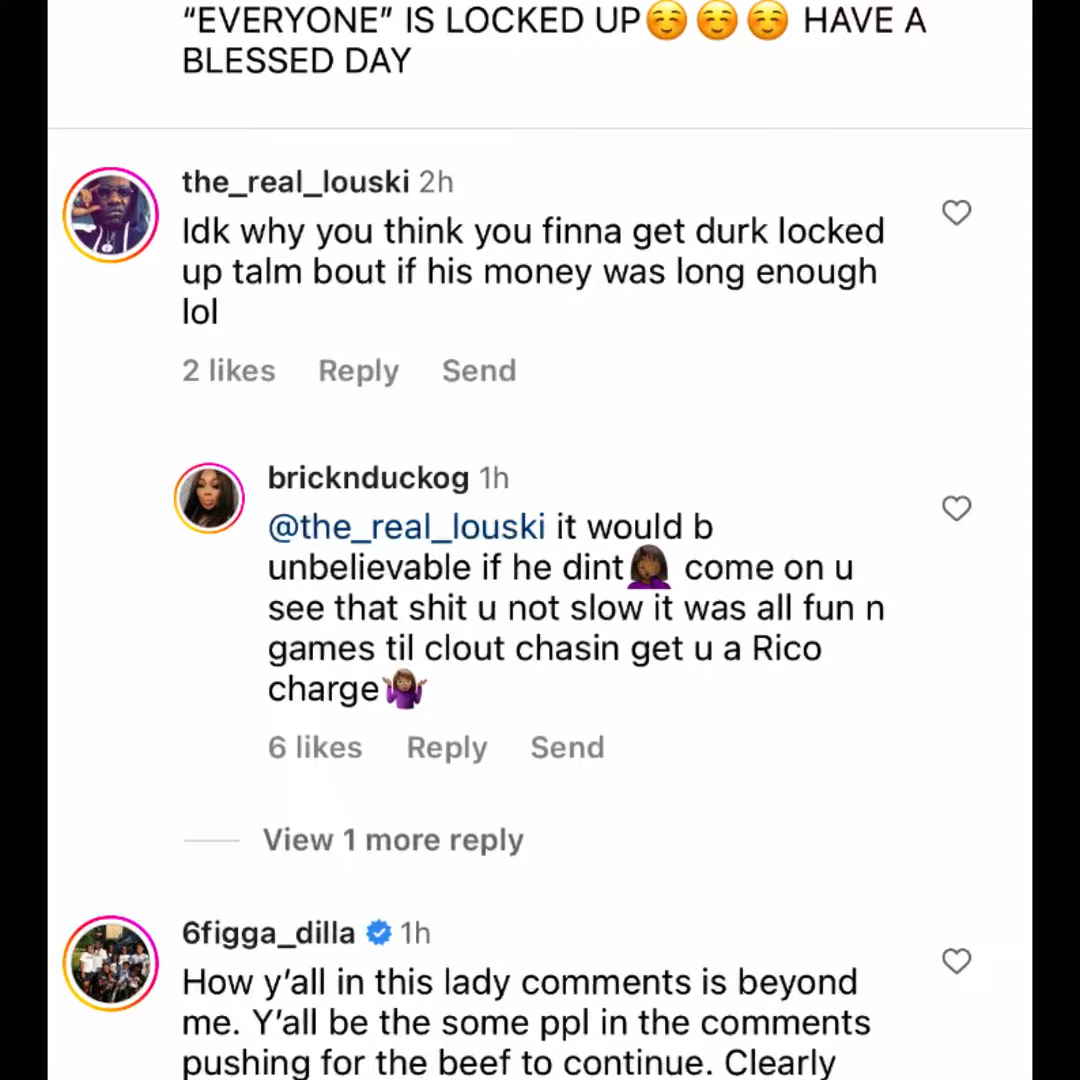 “EVERYONE” IS LOCKED UP☺️☺️☺️ HAVE A
BLESSED DAY
the_real_louski 2h
Idk why you think you finna get durk locked
up talm bout if his money was long enough
lol
2 likes Reply Send
bricknduckog 1h
@the_real_louski it would b
unbelievable if he dint🤦🏾‍♀️ come on u
see that shit u not slow it was all fun n
games til clout chasin get u a Rico
charge🤷🏾‍♀️
6 likes Reply Send
View 1 more reply
6figga_dilla 1h
How y’all in this lady comments is beyond
me. Y’all be the some ppl in the comments
pushing for the beef to continue. Clearly